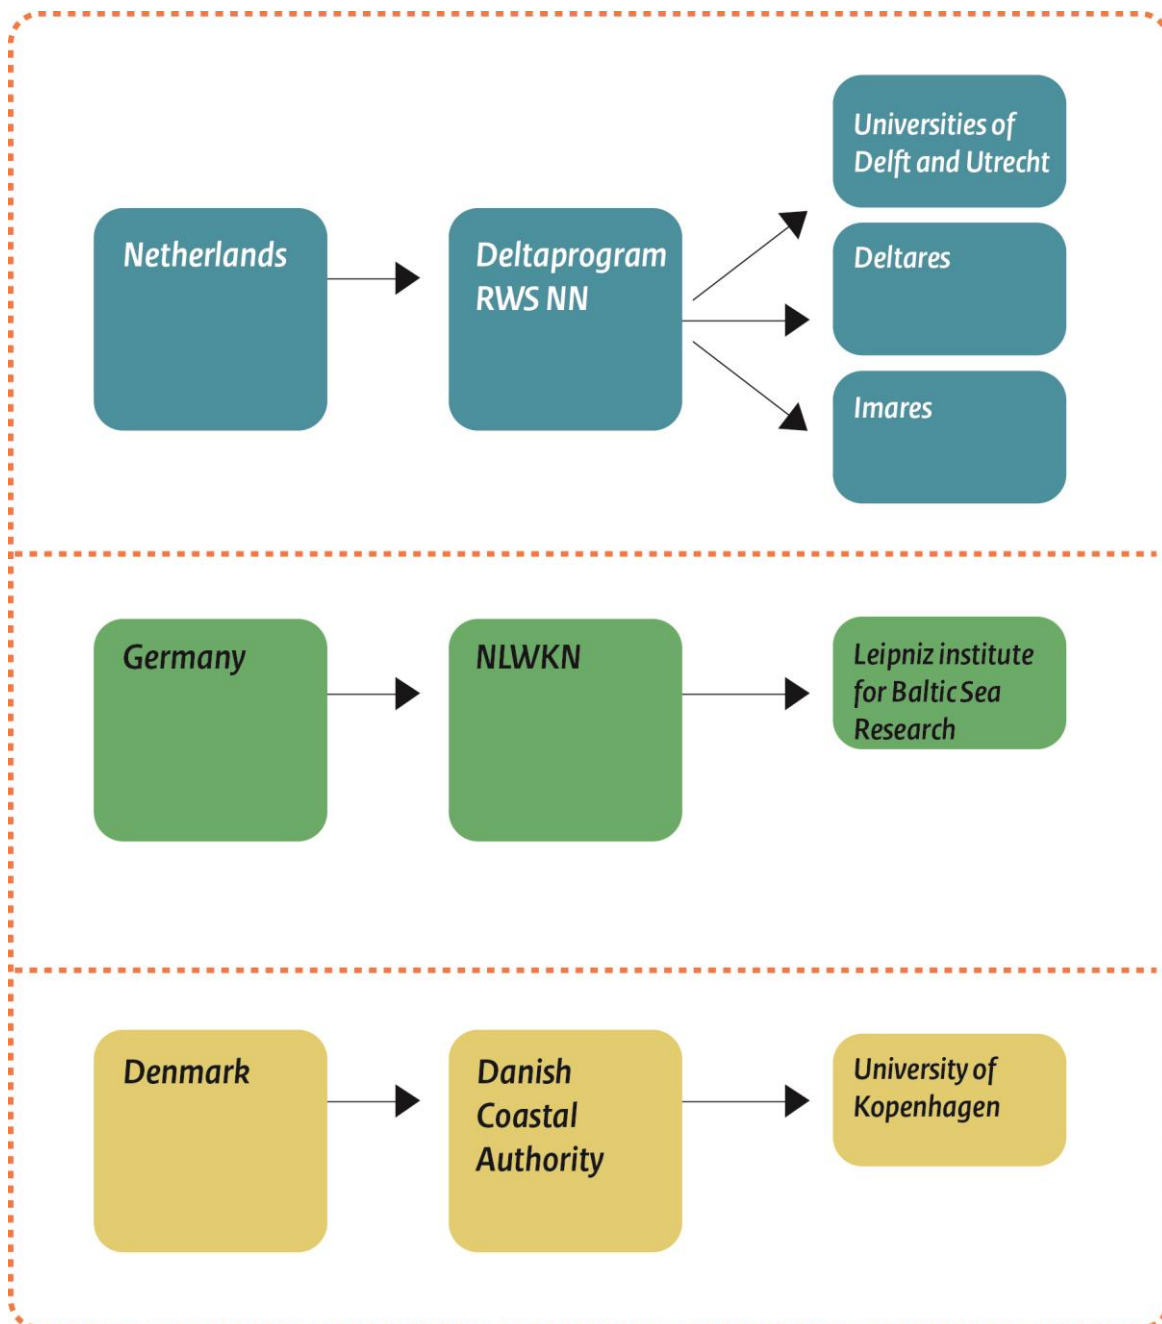 Universities of
Delft and Utrecht
Netherlands
Deltaprogram
RWS NN
Deltares
Imares
Germany
NLWKN
Leipniz institute
for Baltic Sea
Research
Denmark
Danish
Coastal
Authority
University of
Kopenhagen